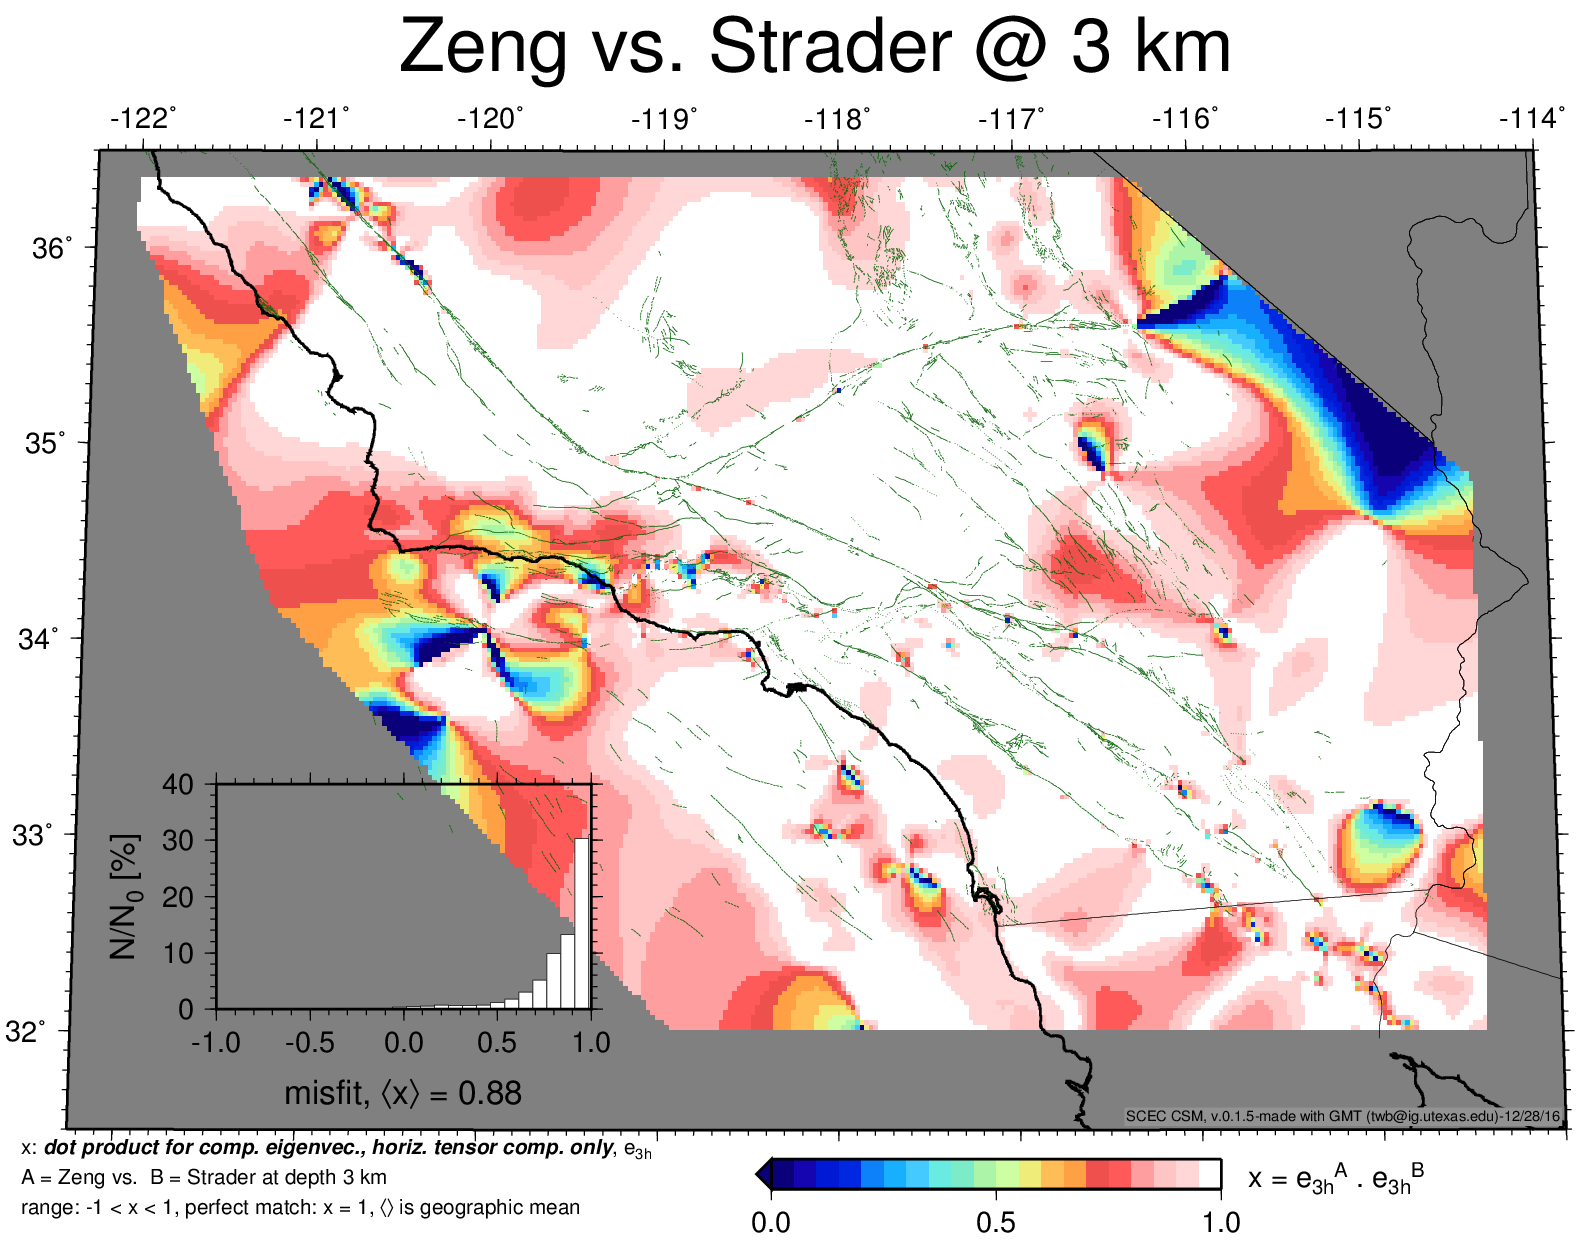 Zeng vs. Strader @ 3 km
-122˚ -121˚ -120˚ -119˚ -118˚ -117˚ -116˚ -115˚ -114˚
36˚
35˚
34˚
33˚
32˚
40
30
20
10
0
N/N0 [%]
-1.0 -0.5 0.0 0.5 1.0
misfit, ⟨x⟩ = 0.88
SCEC CSM, v.0.1.5-made with GMT (twb@ig.utexas.edu)-12/28/16
x: dot product for comp. eigenvec., horiz. tensor comp. only, e3h
A = Zeng vs. B = Strader at depth 3 km
range: -1 < x < 1, perfect match: x = 1, ⟨⟩ is geographic mean
x = e3hA . e3hB
0.0 0.5 1.0